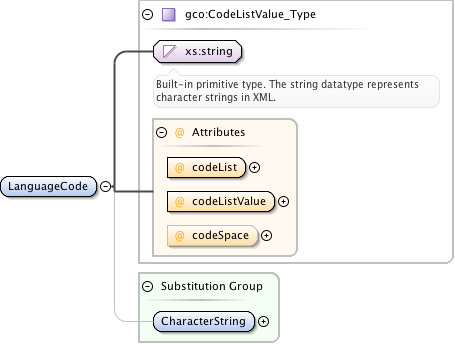 gco:CodeListValue_Type
xs:string
Built-in primitive type. The string datatype represents
character strings in XML.
@ Attributes
@ codeList
LanguageCode
@ codeListValue
@ codeSpace
Substitution Group
CharacterString